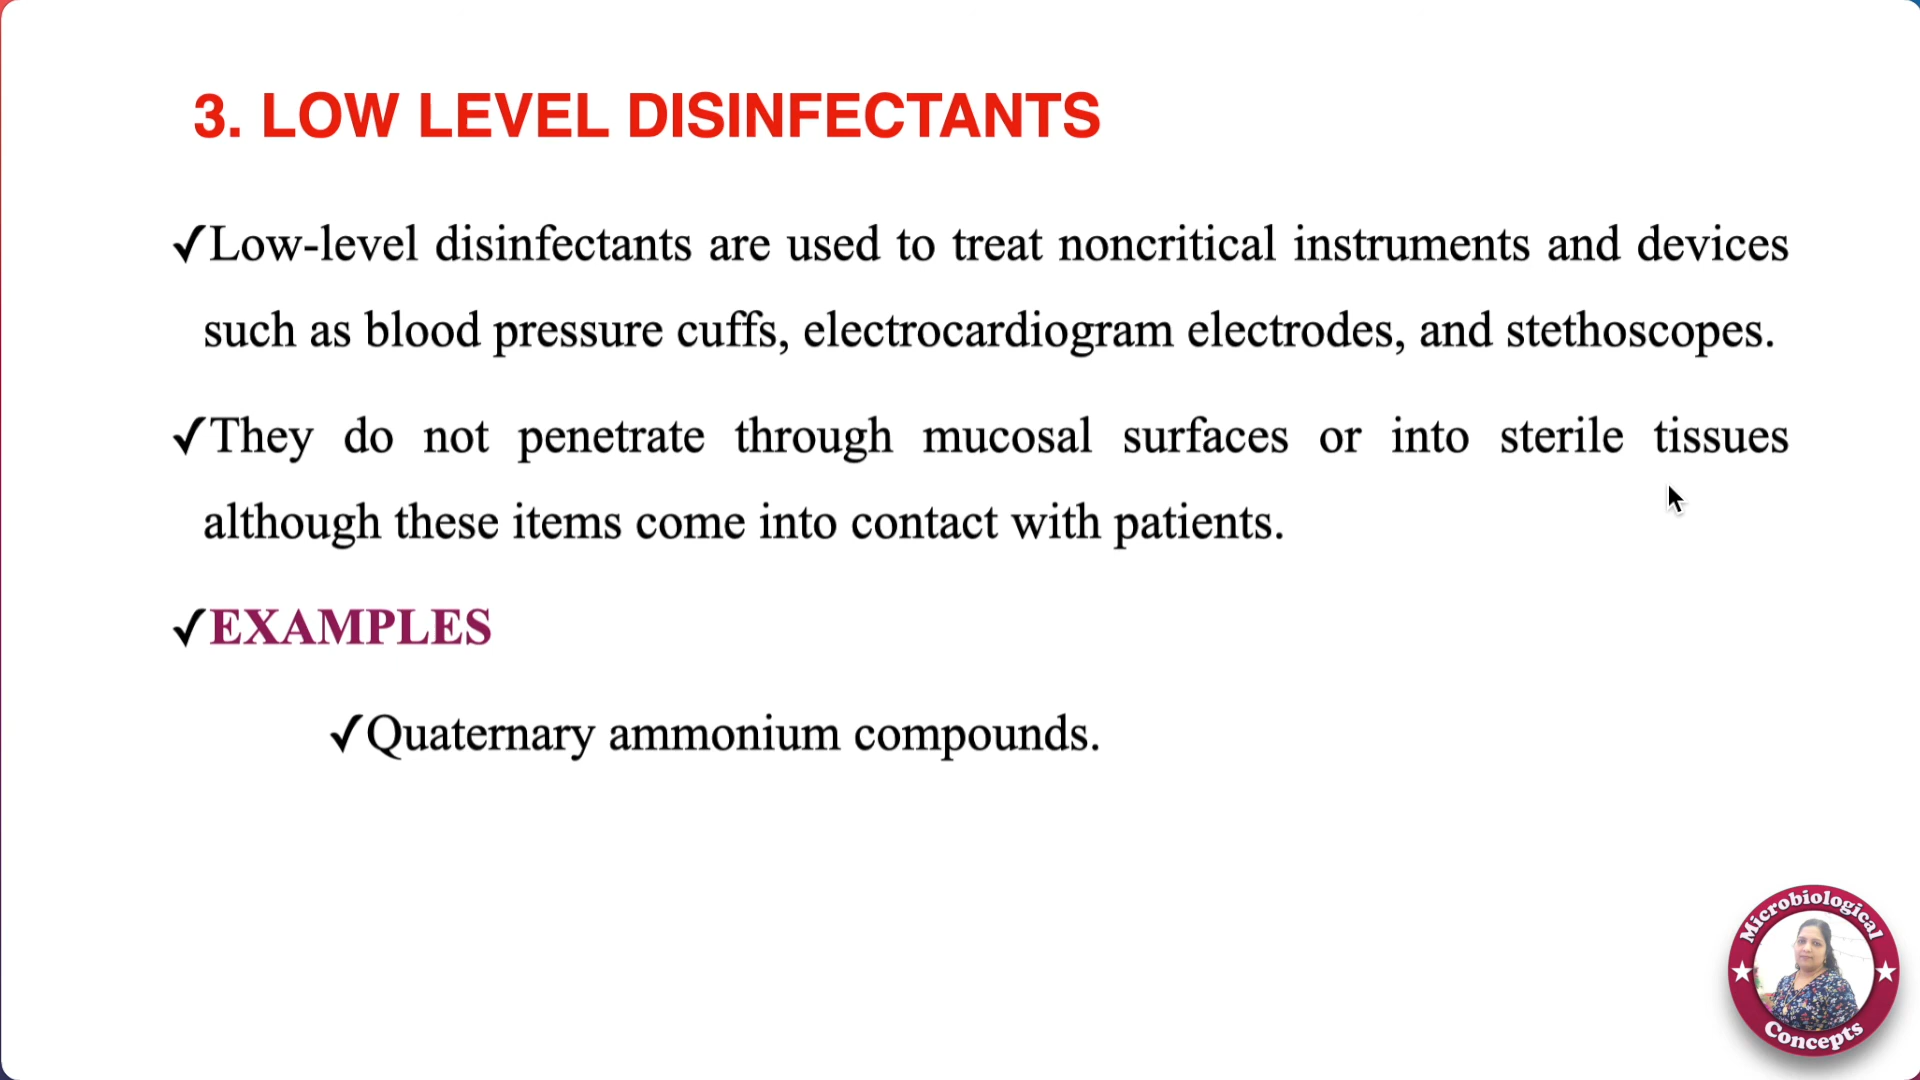 3. LOW LEVEL DISINFECTANTS
✓Low-level disinfectants are used to treat noncritical instruments and devices
such as blood pressure cuffs, electrocardiogram electrodes, and stethoscopes.
✓They do not penetrate through mucosal surfaces or into sterile tissues
although these items come into contact with patients.
✓EXAMPLES
✓Quaternary ammonium compounds.
Microbiological
Concepts